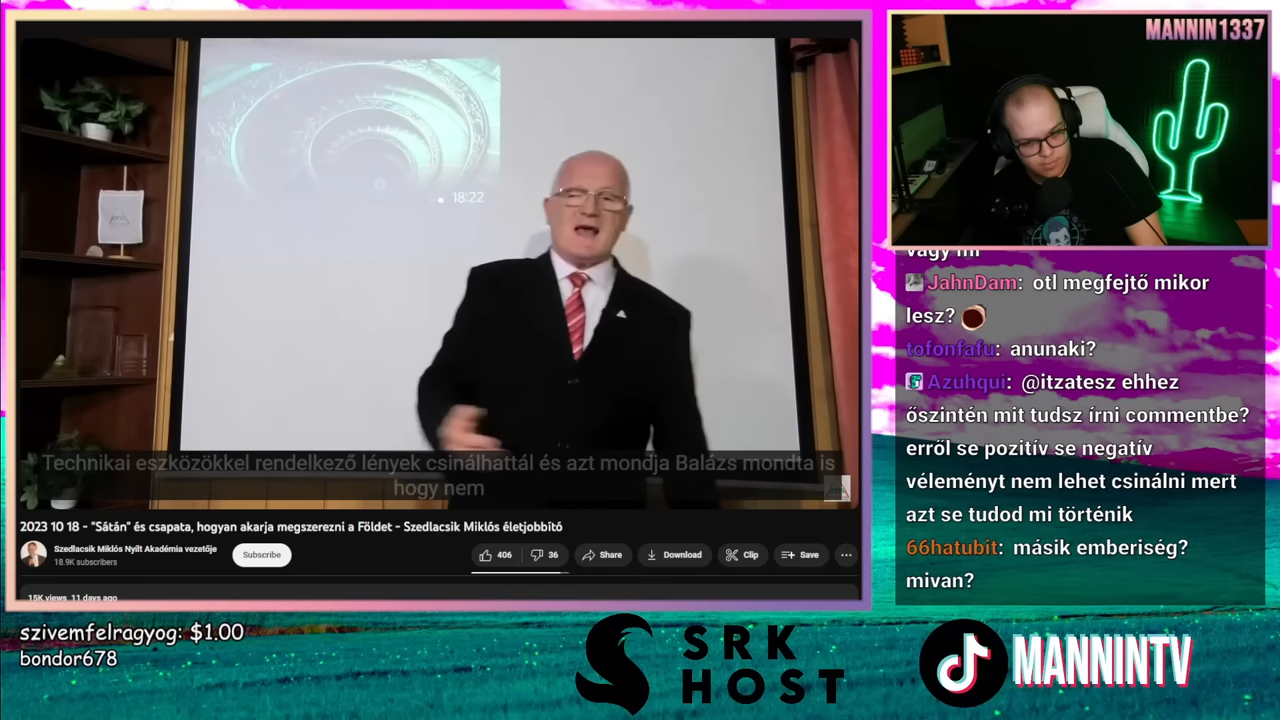 18:22
Technikai eszközökkel rendelkező lények csinálhattál és azt mondja Balázs mondta is
hogy nem
2023 10 18 - "Sátán" és csapata, hogyan akarja megszerezni a Földet - Szedlacsik Miklós életjobbító
Szedlacsik Miklós Nyílt Akadémia vezetője
18.9K subscribers
Subscribe
406
36
Share
Download
Clip
Save
15K views 11 days ago
MANNIN1337
vagy mi
JahnDam: otl megfejtő mikor
lesz?
tofonfafu: anunaki?
Azuhqui: @itzatesz ehhez
őszintén mit tudsz írni commentbe?
erről se pozitív se negatív
véleményt nem lehet csinálni mert
azt se tudod mi történik
66hatubit: másik emberiség?
mivan?
szivemfelragyog: $1.00
bondor678
SRK
HOST
MANNINTV